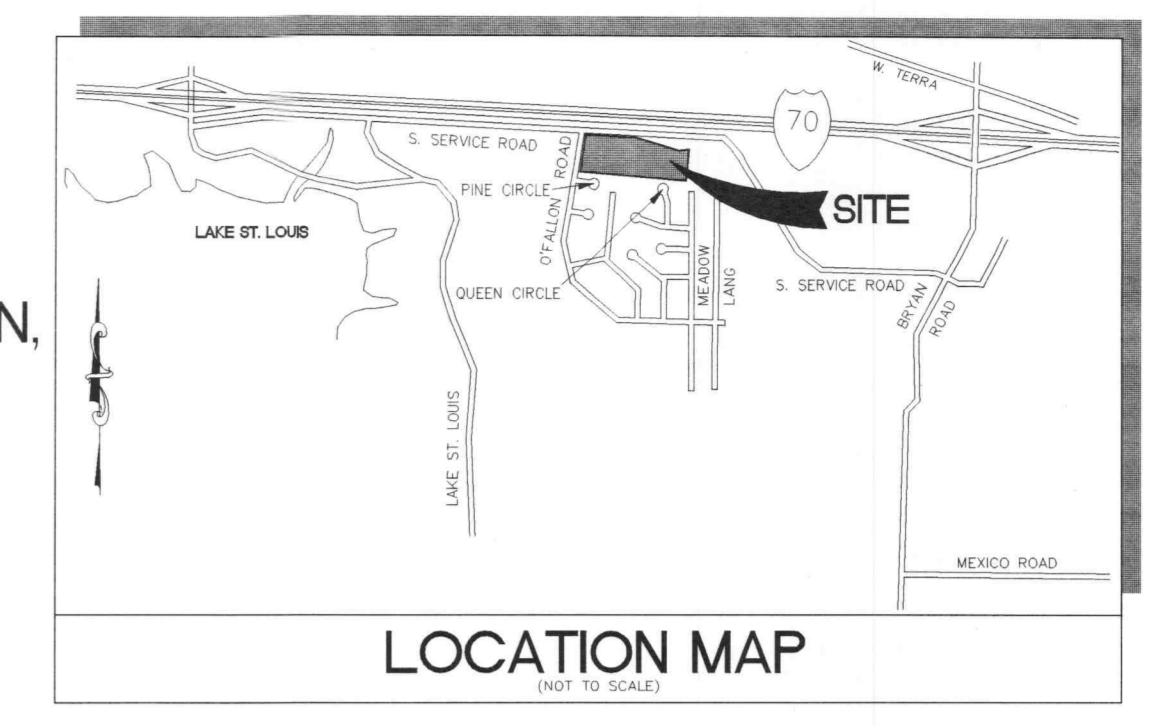 W. TERRA
70
S. SERVICE ROAD
O'FALLON ROAD
PINE CIRCLE
SITE
LAKE ST. LOUIS
MEADOW
LANG
QUEEN CIRCLE
S. SERVICE ROAD
BRYAN
ROAD
N,
LAKE ST. LOUIS
MEXICO ROAD
LOCATION MAP
(NOT TO SCALE)